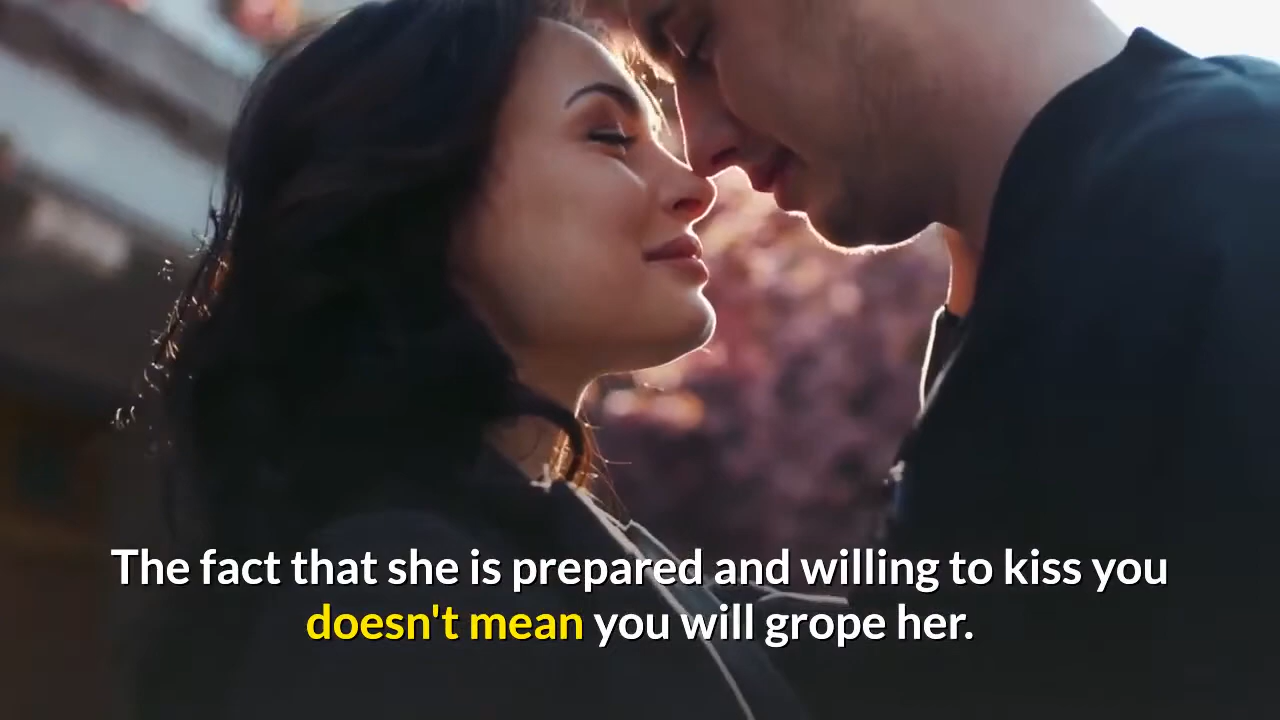 The fact that she is prepared and willing to kiss you
doesn't mean you will grope her.